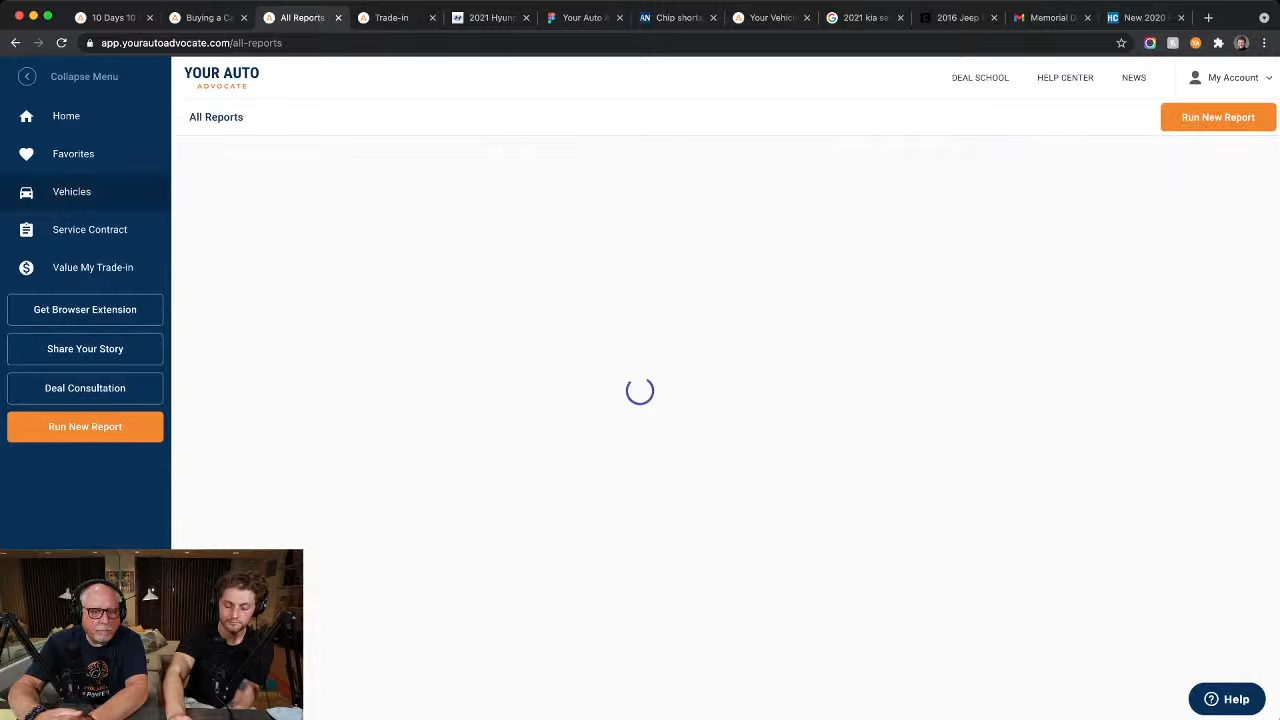 10 Days 10
Buying a Ca
All Reports
Trade-in
2021 Hyund
Your Auto A
Chip shorta
Your Vehicl
2021 kia se
2016 Jeep
Memorial D
New 2020
app.yourautoadvocate.com/all-reports
Collapse Menu
YOUR AUTO
ADVOCATE
DEAL SCHOOL
HELP CENTER
NEWS
My Account
Home
All Reports
Run New Report
Favorites
Vehicles
Service Contract
Value My Trade-in
Get Browser Extension
Share Your Story
Deal Consultation
Run New Report
Help